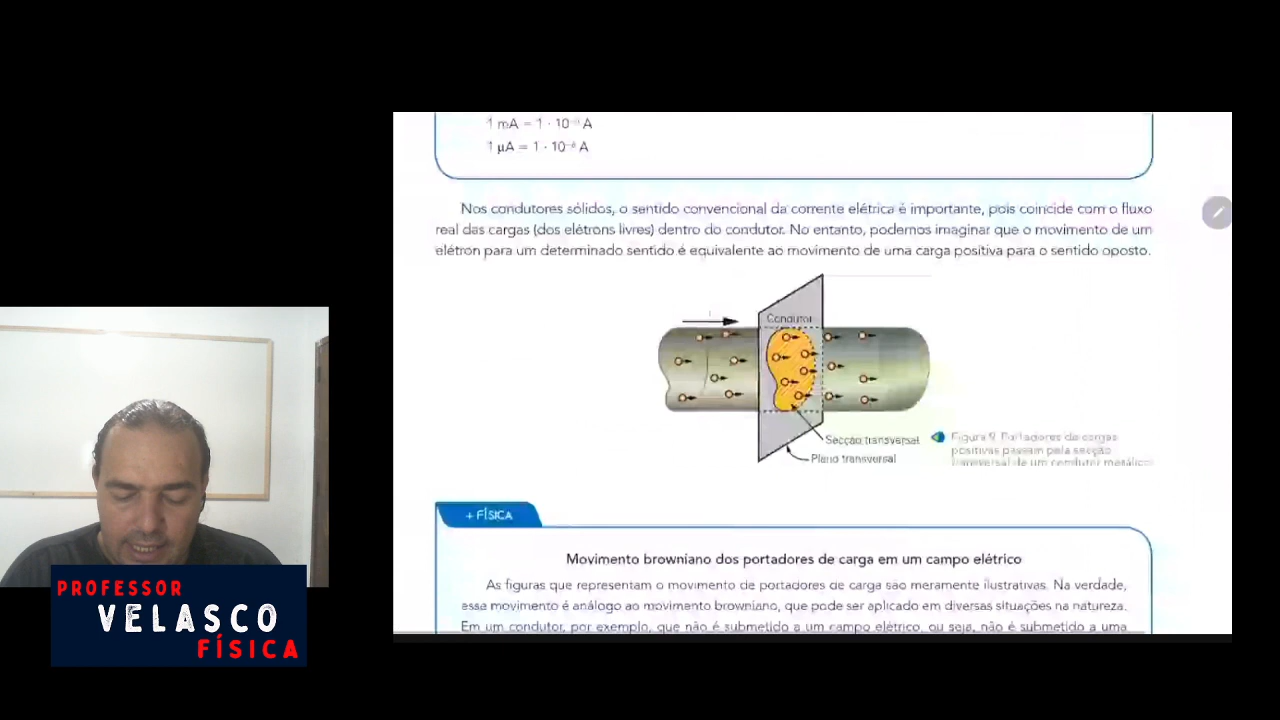 1 mA = 1 · 10⁻³ A
1 µA = 1 · 10⁻⁶ A
Nos condutores sólidos, o sentido convencional da corrente elétrica é importante, pois coincide com o fluxo
real das cargas (dos elétrons livres) dentro do condutor. No entanto, podemos imaginar que o movimento de um
elétron para um determinado sentido é equivalente ao movimento de uma carga positiva para o sentido oposto.
i
Condutor
Secção transversal
Plano transversal
Figura 9. Portadores de cargas
positivas passam pela secção
transversal de um condutor metálico
+ FÍSICA
Movimento browniano dos portadores de carga em um campo elétrico
As figuras que representam o movimento de portadores de carga são meramente ilustrativas. Na verdade,
esse movimento é análogo ao movimento browniano, que pode ser aplicado em diversas situações na natureza.
Em um condutor, por exemplo, que não é submetido a um campo elétrico, ou seja, não é submetido a uma
PROFESSOR
VELASCO
FÍSICA